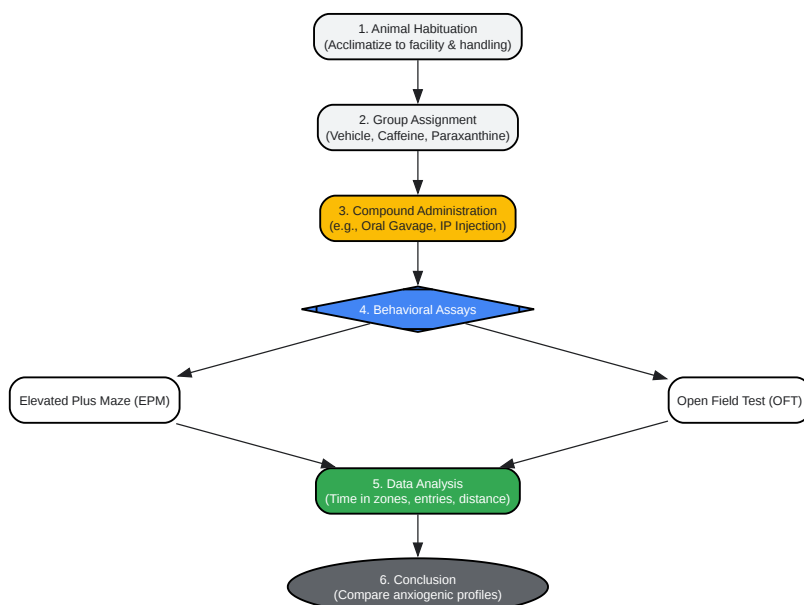 1. Animal Habituation
(Acclimatize to facility & handling)
2. Group Assignment
(Vehicle, Caffeine, Paraxanthine)
3. Compound Administration
(e.g., Oral Gavage, IP Injection)
4. Behavioral Assays
Elevated Plus Maze (EPM)
Open Field Test (OFT)
5. Data Analysis
(Time in zones, entries, distance)
6. Conclusion
(Compare anxiogenic profiles)